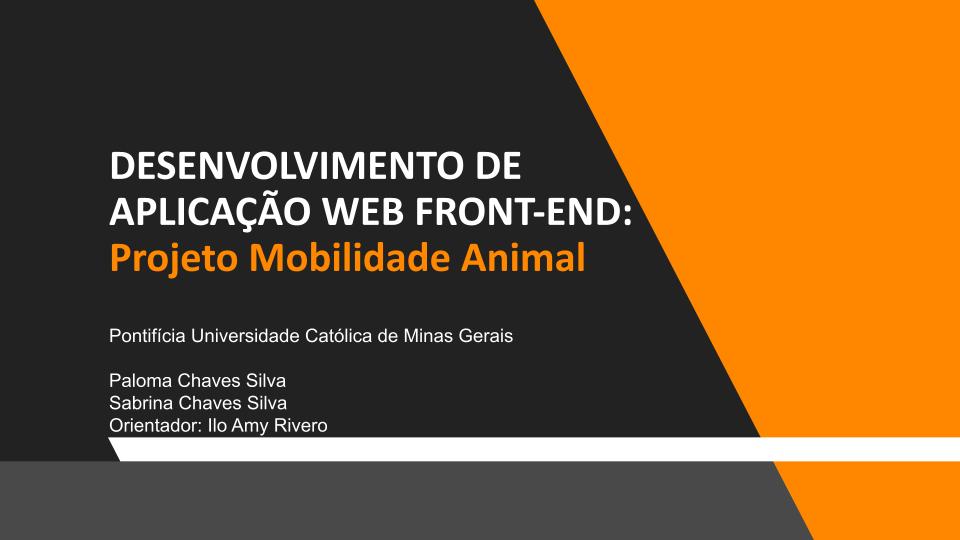 DESENVOLVIMENTO DE
APLICAÇÃO WEB FRONT-END:
Projeto Mobilidade Animal
Pontifícia Universidade Católica de Minas Gerais
Paloma Chaves Silva
Sabrina Chaves Silva
Orientador: Ilo Amy Rivero